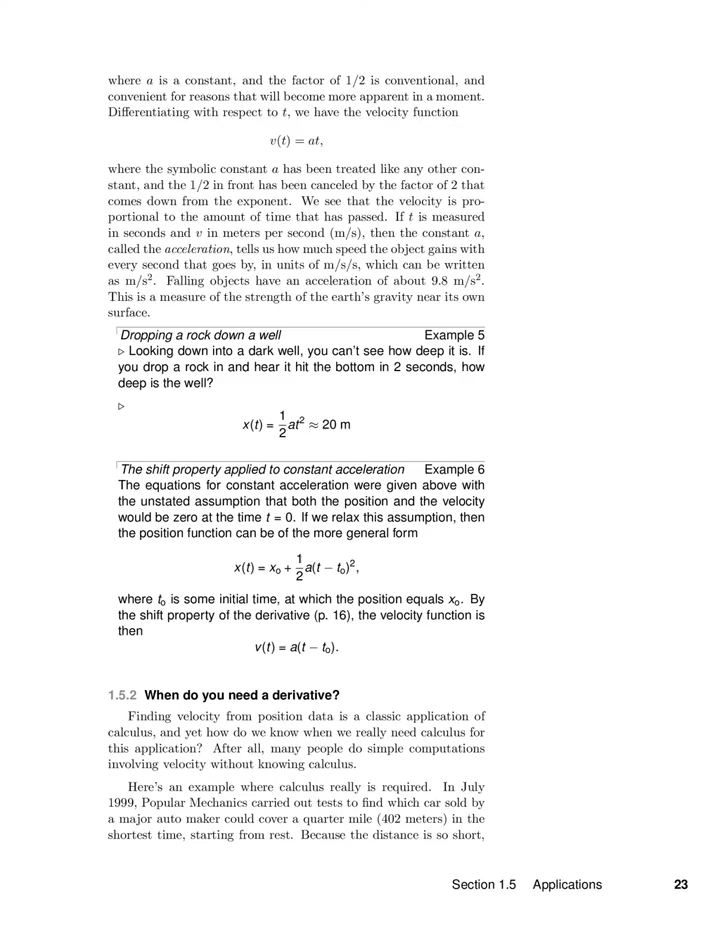 where a is a constant, and the factor of 1/2 is conventional, and
convenient for reasons that will become more apparent in a moment.
Differentiating with respect to t, we have the velocity function
v(t) = at,
where the symbolic constant a has been treated like any other con-
stant, and the 1/2 in front has been canceled by the factor of 2 that
comes down from the exponent. We see that the velocity is pro-
portional to the amount of time that has passed. If t is measured
in seconds and v in meters per second (m/s), then the constant a,
called the acceleration, tells us how much speed the object gains with
every second that goes by, in units of m/s/s, which can be written
as m/s². Falling objects have an acceleration of about 9.8 m/s².
This is a measure of the strength of the earth's gravity near its own
surface.
Dropping a rock down a well Example 5
▷ Looking down into a dark well, you can't see how deep it is. If
you drop a rock in and hear it hit the bottom in 2 seconds, how
deep is the well?
▷
x(t) = 1/2 at² ≈ 20 m
The shift property applied to constant acceleration Example 6
The equations for constant acceleration were given above with
the unstated assumption that both the position and the velocity
would be zero at the time t = 0. If we relax this assumption, then
the position function can be of the more general form
x(t) = x₀ + 1/2 a(t − t₀)²,
where t₀ is some initial time, at which the position equals x₀. By
the shift property of the derivative (p. 16), the velocity function is
then
v(t) = a(t − t₀).
1.5.2 When do you need a derivative?
Finding velocity from position data is a classic application of
calculus, and yet how do we know when we really need calculus for
this application? After all, many people do simple computations
involving velocity without knowing calculus.
Here's an example where calculus really is required. In July
1999, Popular Mechanics carried out tests to find which car sold by
a major auto maker could cover a quarter mile (402 meters) in the
shortest time, starting from rest. Because the distance is so short,
Section 1.5 Applications 23